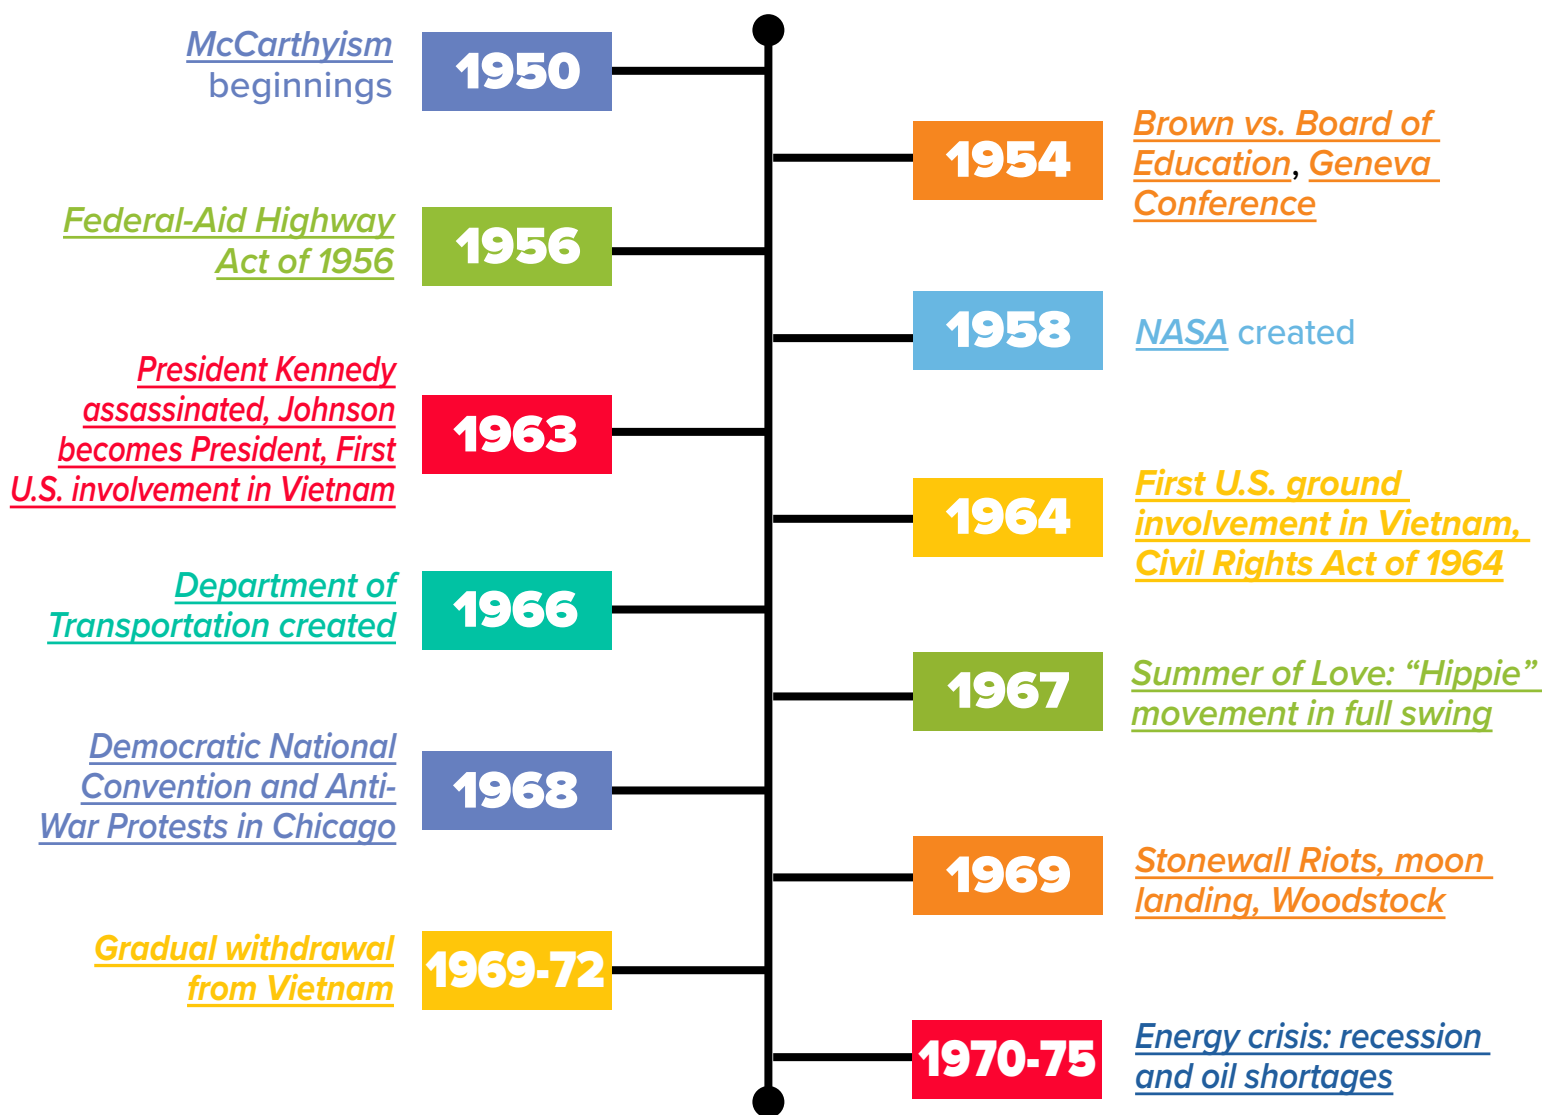 McCarthyism
beginnings
1950
1954
Brown vs. Board of
Education, Geneva
Conference
Federal-Aid Highway
Act of 1956
1956
1958
NASA created
President Kennedy
assassinated, Johnson
becomes President, First
U.S. involvement in Vietnam
1963
1964
First U.S. ground
involvement in Vietnam,
Civil Rights Act of 1964
Department of
Transportation created
1966
1967
Summer of Love: “Hippie”
movement in full swing
Democratic National
Convention and Anti-
War Protests in Chicago
1968
1969
Stonewall Riots, moon
landing, Woodstock
Gradual withdrawal
from Vietnam
1969-72
1970-75
Energy crisis: recession
and oil shortages